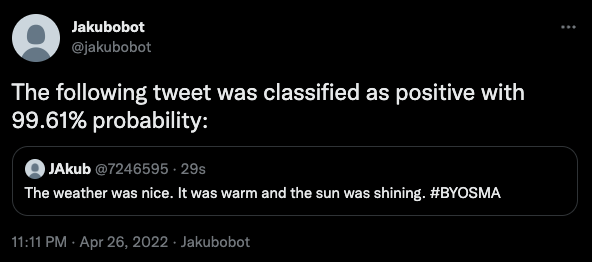 Jakubobot
@jakubobot
The following tweet was classified as positive with
99.61% probability:
JAkub @7246595 · 29s
The weather was nice. It was warm and the sun was shining. #BYOSMA
11:11 PM · Apr 26, 2022 · Jakubobot